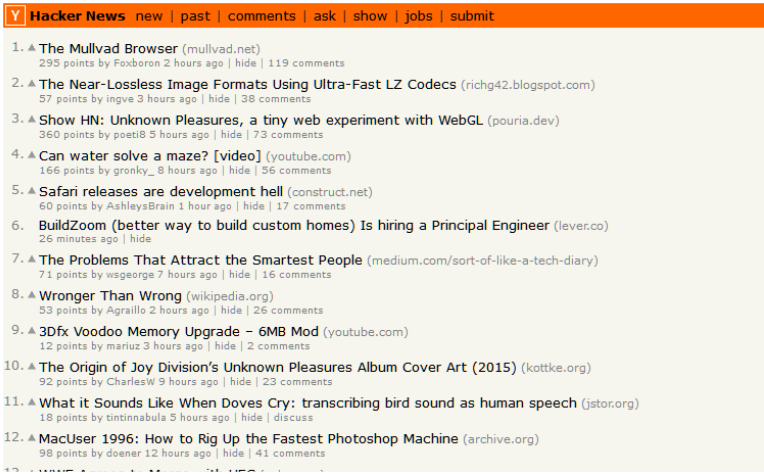 Y Hacker News new | past | comments | ask | show | jobs | submit
1. The Mullvad Browser (mullvad.net)
295 points by Foxboron 2 hours ago | hide | 119 comments
2. The Near-Lossless Image Formats Using Ultra-Fast LZ Codecs (richg42.blogspot.com)
57 points by ingve 3 hours ago | hide | 38 comments
3. Show HN: Unknown Pleasures, a tiny web experiment with WebGL (pouria.dev)
360 points by poeti8 5 hours ago | hide | 73 comments
4. Can water solve a maze? [video] (youtube.com)
166 points by gronky_ 8 hours ago | hide | 56 comments
5. Safari releases are development hell (construct.net)
60 points by AshleysBrain 1 hour ago | hide | 17 comments
6. BuildZoom (better way to build custom homes) Is hiring a Principal Engineer (lever.co)
26 minutes ago | hide
7. The Problems That Attract the Smartest People (medium.com/sort-of-like-a-tech-diary)
71 points by wsgeorge 7 hours ago | hide | 16 comments
8. Wronger Than Wrong (wikipedia.org)
53 points by Agraillo 2 hours ago | hide | 26 comments
9. 3Dfx Voodoo Memory Upgrade – 6MB Mod (youtube.com)
12 points by mariuz 3 hours ago | hide | 2 comments
10. The Origin of Joy Division’s Unknown Pleasures Album Cover Art (2015) (kottke.org)
92 points by CharlesW 9 hours ago | hide | 23 comments
11. What it Sounds Like When Doves Cry: transcribing bird sound as human speech (jstor.org)
18 points by tintinnabula 5 hours ago | hide | discuss
12. MacUser 1996: How to Rig Up the Fastest Photoshop Machine (archive.org)
98 points by doener 12 hours ago | hide | 41 comments